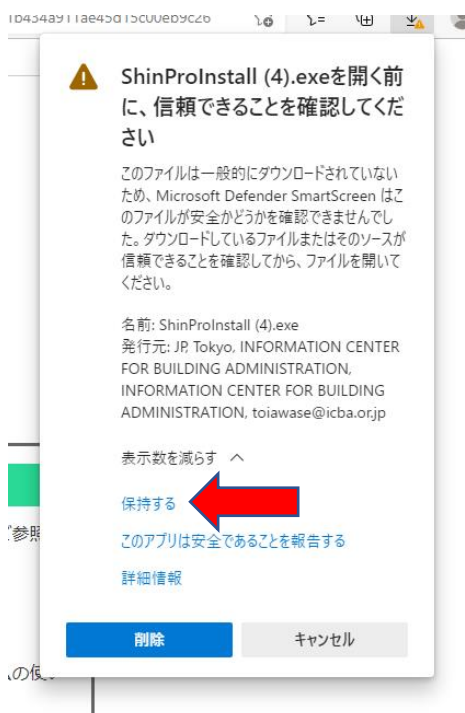 ShinProInstall (4).exeを開く前
に、信頼できることを確認してくだ
さい
このファイルは一般的にダウンロードされていない
ため、Microsoft Defender SmartScreen はこ
のファイルが安全かどうかを確認できませんでし
た。ダウンロードしているファイルまたはそのソースが
信頼できることを確認してから、ファイルを開いて
ください。
名前: ShinProInstall (4).exe
発行元: JP, Tokyo, INFORMATION CENTER
FOR BUILDING ADMINISTRATION,
INFORMATION CENTER FOR BUILDING
ADMINISTRATION, toiawase@icba.or.jp
表示数を減らす
保持する
このアプリは安全であることを報告する
詳細情報
削除 キャンセル